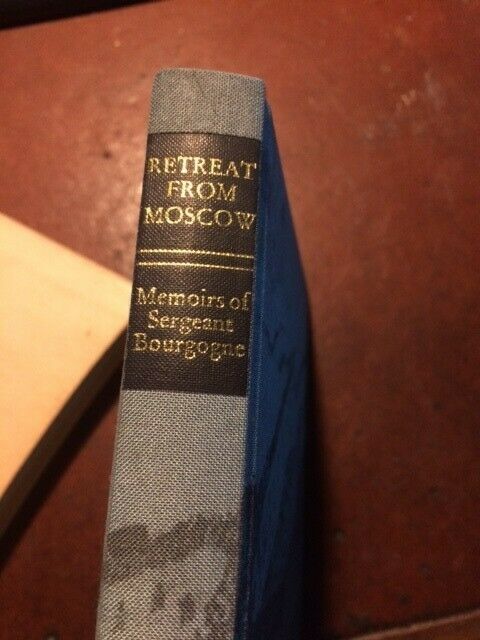 RETREAT
FROM
MOSCOW
Memoirs of
Sergeant
Bourgogne